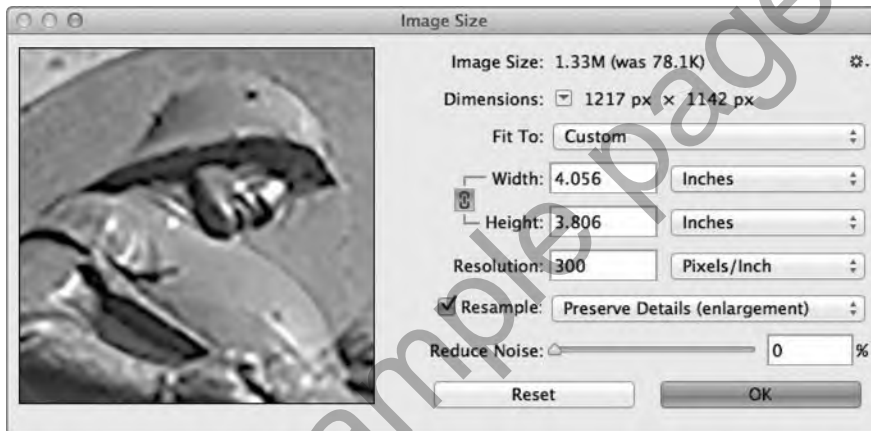 Image Size
Image Size: 1.33M (was 78.1K)
Dimensions: 1217 px × 1142 px
Fit To: Custom
Width: 4.056 Inches
Height: 3.806 Inches
Resolution: 300 Pixels/Inch
Resample: Preserve Details (enlargement)
Reduce Noise: 0 %
Reset OK
ample page